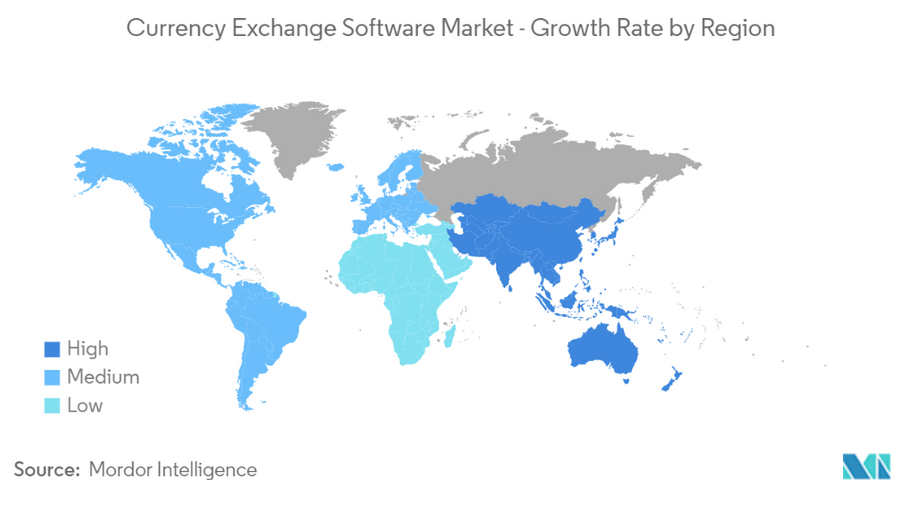 Currency Exchange Software Market - Growth Rate by Region
High
Medium
Low
Source: Mordor Intelligence